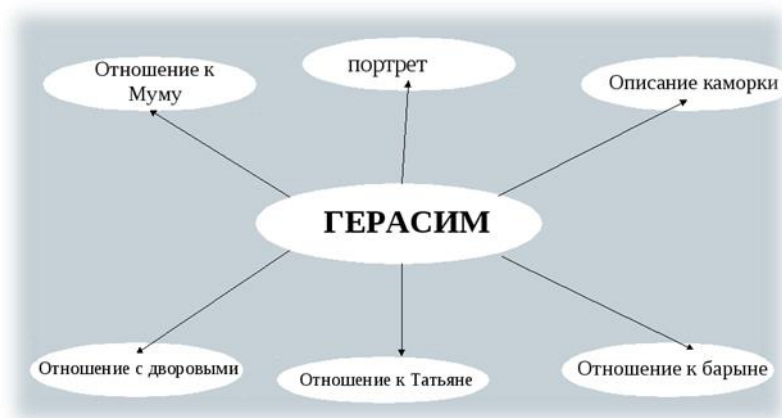 Отношение к
Муму
портрет
Описание каморки
ГЕРАСИМ
Отношение с дворовыми
Отношение к Татьяне
Отношение к барыне